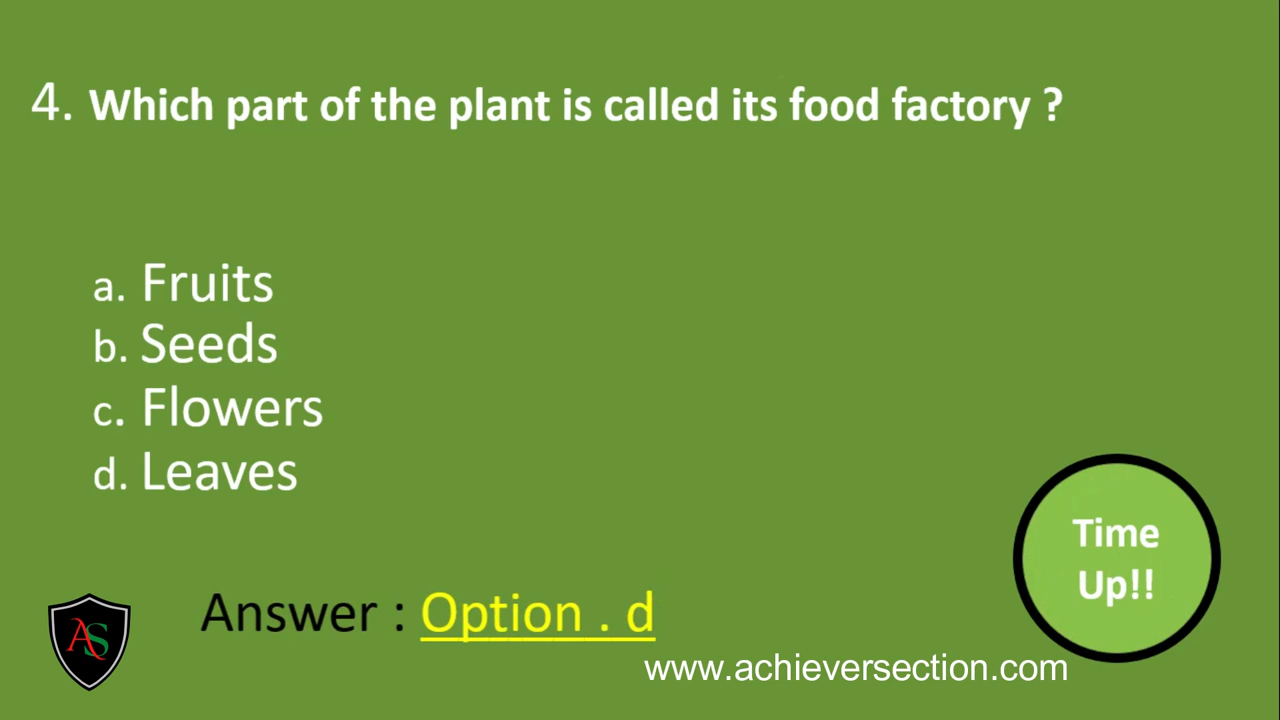 4. Which part of the plant is called its food factory ?
a. Fruits
b. Seeds
c. Flowers
d. Leaves
Time
Up!!
Answer : Option . d
AS
www.achieversection.com